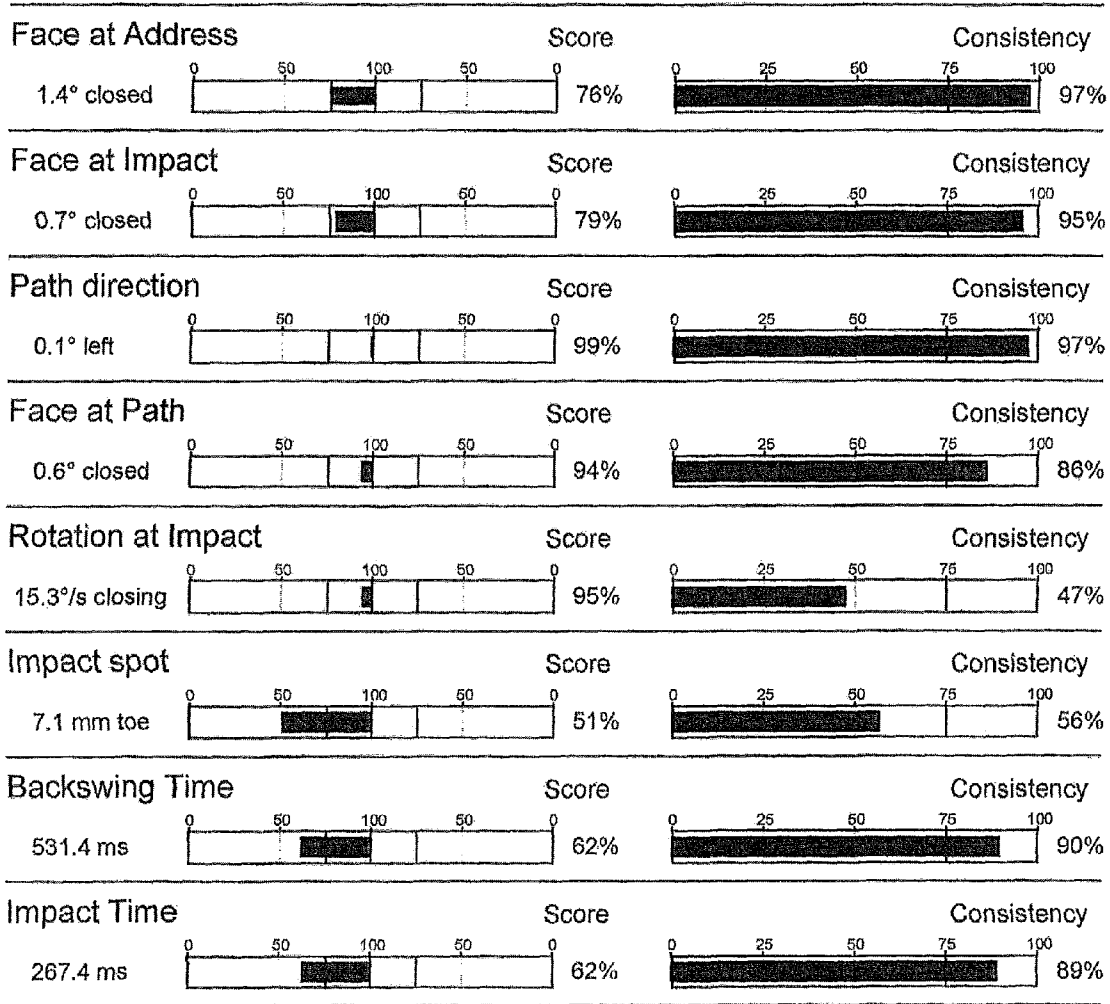 Face at Address Score Consistency
0 50 100 50 0 0 25 50 75 100
1.4° closed 76% 97%
Face at Impact Score Consistency
0 50 100 50 0 0 25 50 75 100
0.7° closed 79% 95%
Path direction Score Consistency
0 50 100 50 0 0 25 50 75 100
0.1° left 99% 97%
Face at Path Score Consistency
0 50 100 50 0 0 25 50 75 100
0.6° closed 94% 86%
Rotation at Impact Score Consistency
0 50 100 50 0 0 25 50 75 100
15.3°/s closing 95% 47%
Impact spot Score Consistency
0 50 100 50 0 0 25 50 75 100
7.1 mm toe 51% 56%
Backswing Time Score Consistency
0 50 100 50 0 0 25 50 75 100
531.4 ms 62% 90%
Impact Time Score Consistency
0 50 100 50 0 0 25 50 75 100
267.4 ms 62% 89%